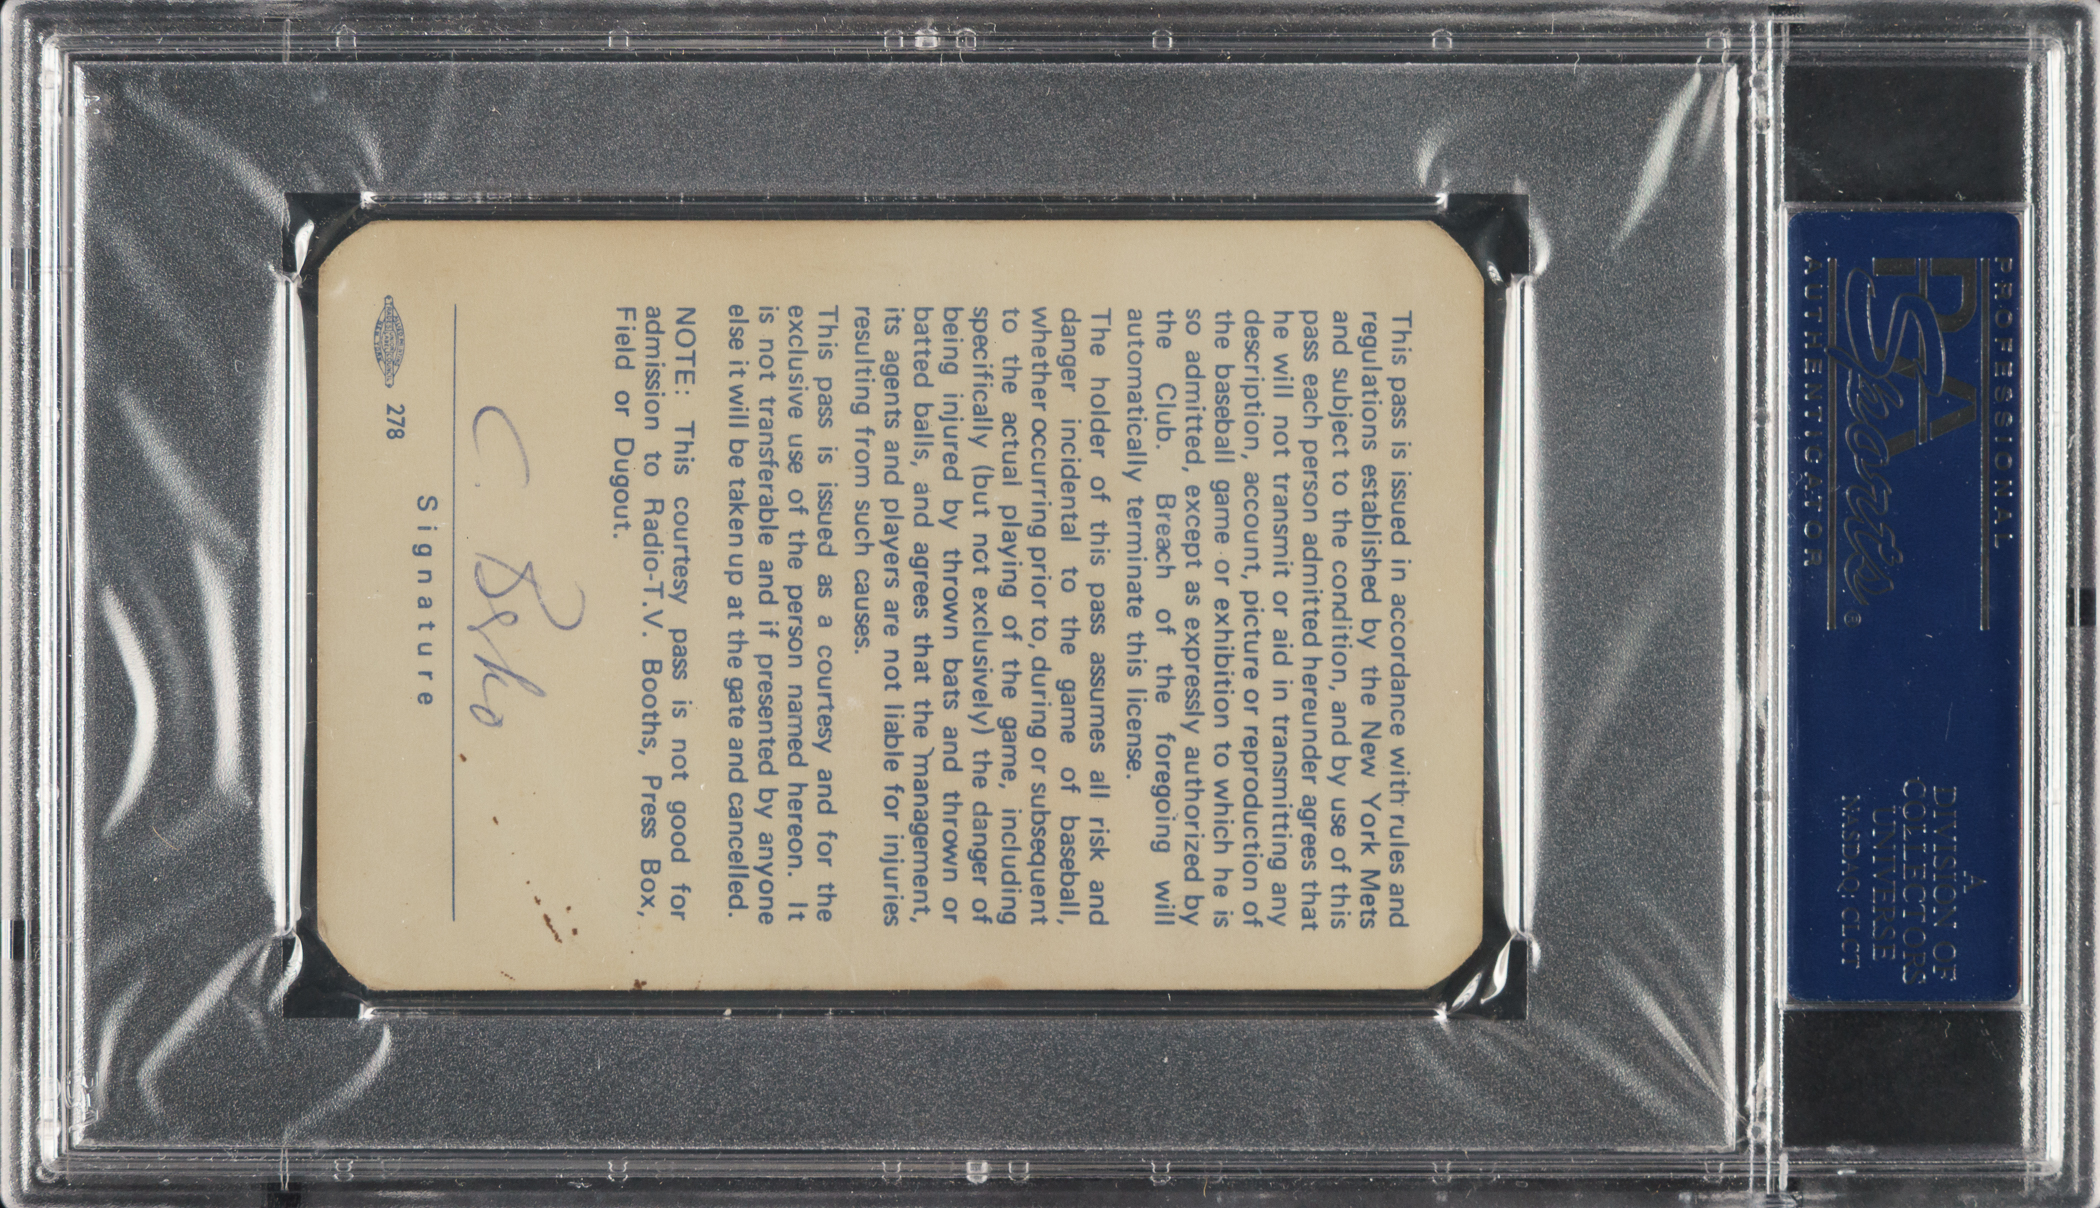 PROFESSIONAL
PSA
Sports®
AUTHENTICATOR
A
DIVISION OF
COLLECTORS
UNIVERSE
NASDAQ: CLCT
This pass is issued in accordance with rules and
regulations established by the New York Mets
and subject to the condition, and by use of this
pass each person admitted hereunder agrees that
he will not transmit or aid in transmitting any
description, account, picture or reproduction of
the baseball game or exhibition to which he is
so admitted, except as expressly authorized by
the Club. Breach of the foregoing will
automatically terminate this license.
The holder of this pass assumes all risk and
danger incidental to the game of baseball,
whether occurring prior to, during or subsequent
to the actual playing of the game, including
specifically (but not exclusively) the danger of
being injured by thrown bats and thrown or
batted balls, and agrees that the management,
its agents and players are not liable for injuries
resulting from such causes.
This pass is issued as a courtesy and for the
exclusive use of the person named hereon. It
is not transferable and if presented by anyone
else it will be taken up at the gate and cancelled.
NOTE: This courtesy pass is not good for
admission to Radio-T.V. Booths, Press Box,
Field or Dugout.
C.
Signature
278